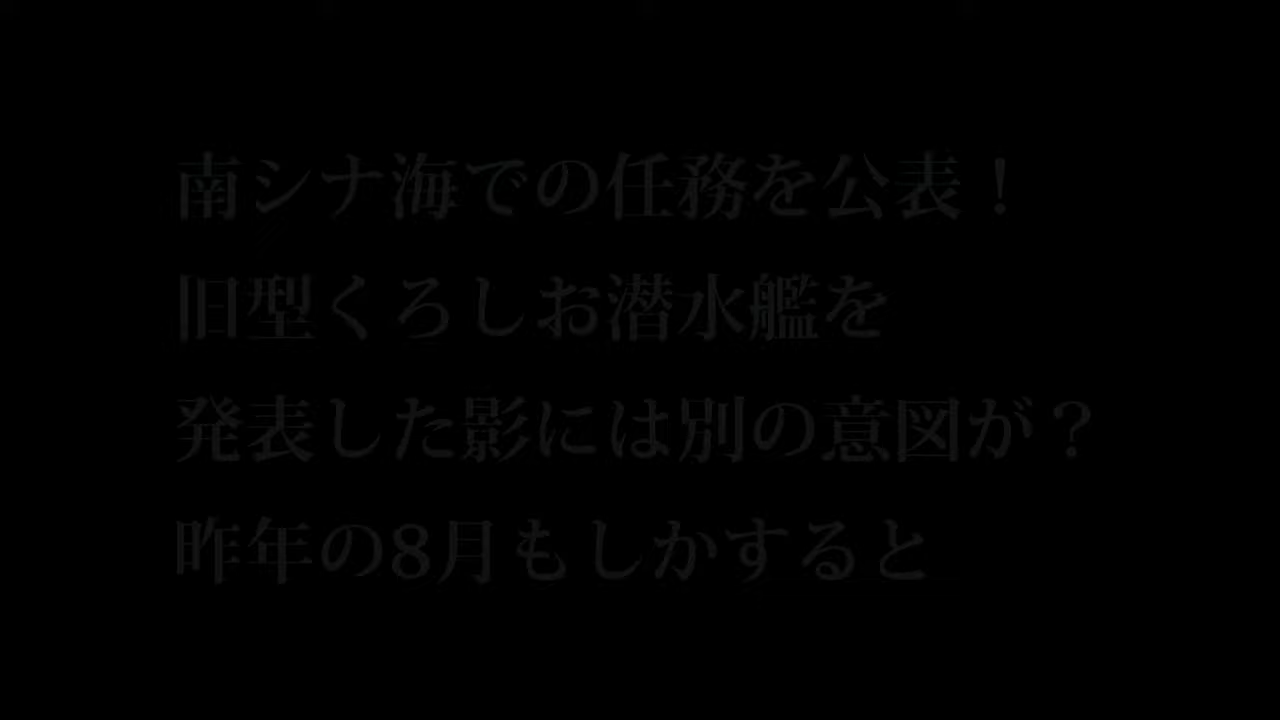 南シナ海での任務を公表！
旧型くろしお潜水艦を
発表した影には別の意図が？
昨年の8月もしかすると